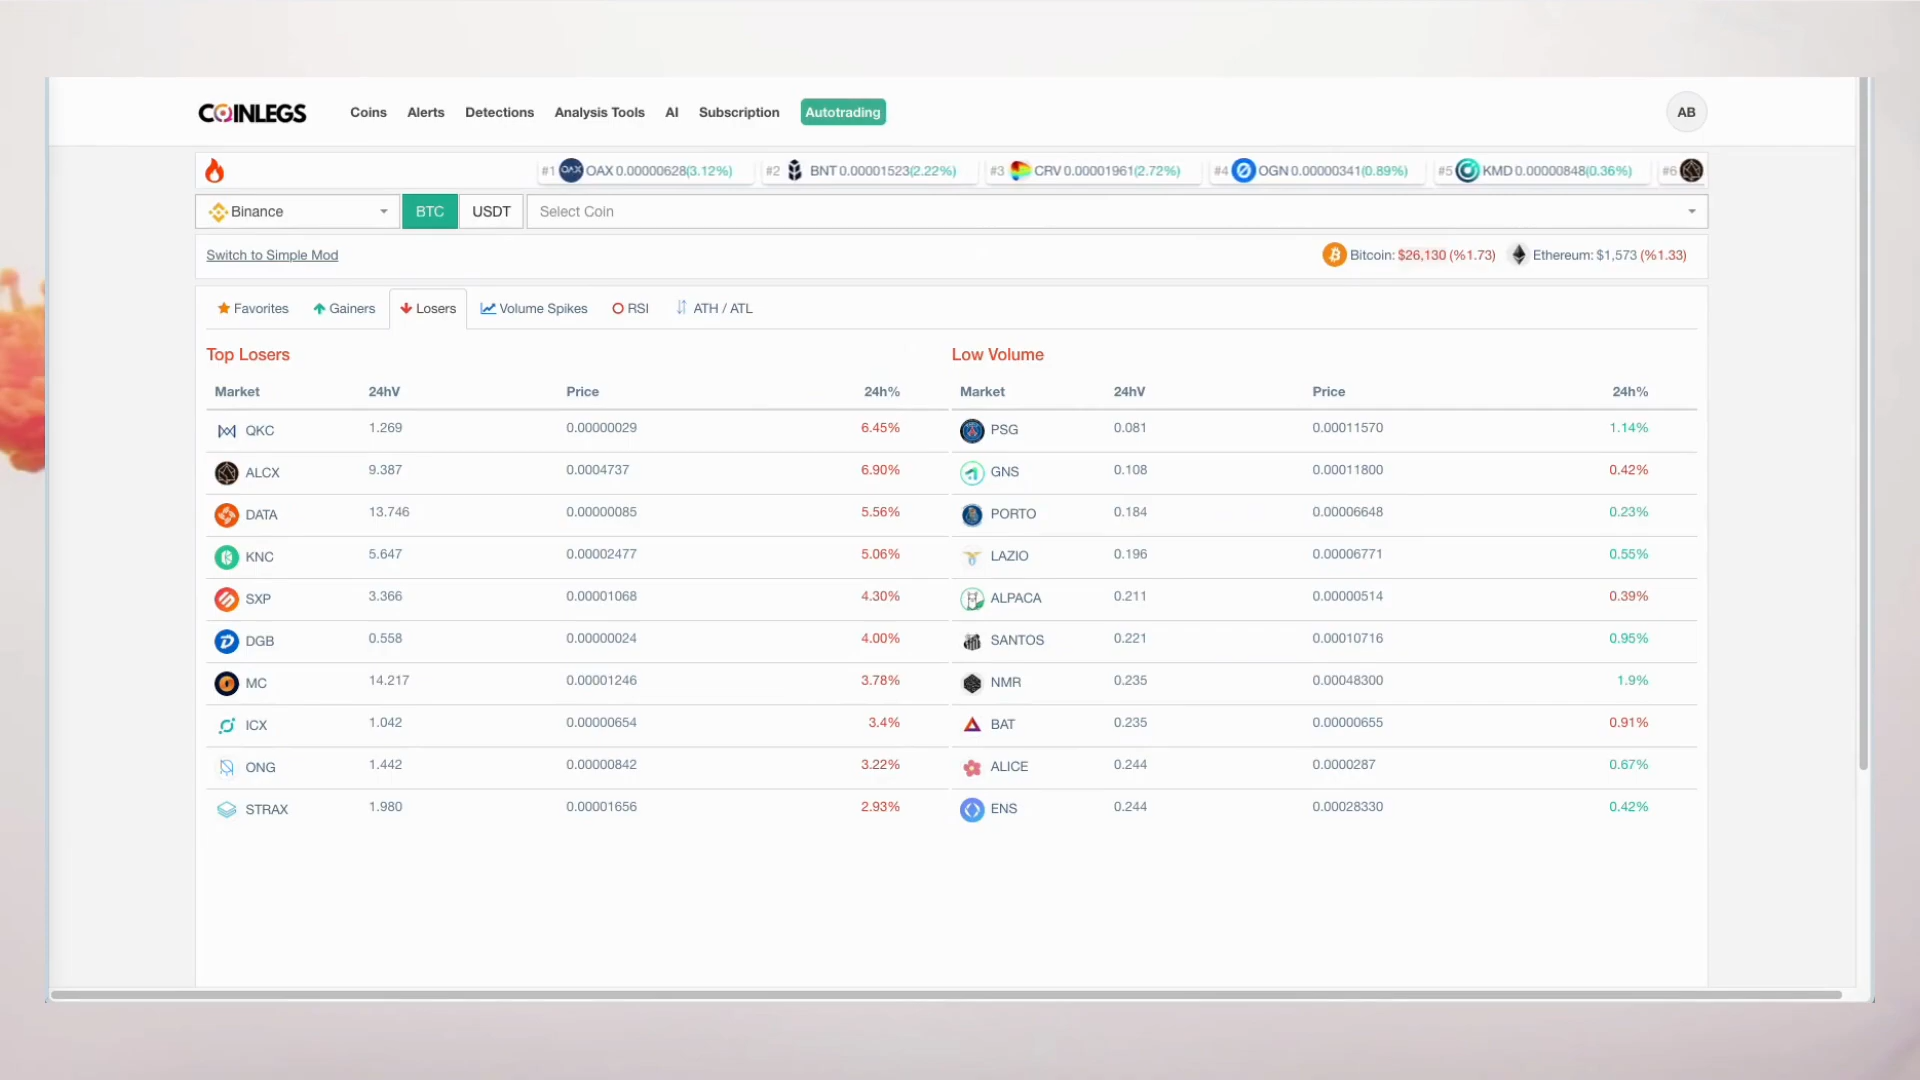 COINLEGS Coins Alerts Detections Analysis Tools AI Subscription Autotrading AB
#1 OAX OAX 0.00000628(3.12%) #2 BNT 0.00001523(2.22%) #3 CRV 0.00001961(2.72%) #4 OGN 0.00000341(0.89%) #5 KMD 0.00000848(0.36%) #6
Binance BTC USDT Select Coin
Switch to Simple Mod Bitcoin: $26,130 (%1.73) Ethereum: $1,573 (%1.33)
Favorites Gainers Losers Volume Spikes RSI ATH / ATL
Top Losers Low Volume
Market 24hV Price 24h% Market 24hV Price 24h%
QKC 1.269 0.00000029 6.45% PSG 0.081 0.00011570 1.14%
ALCX 9.387 0.0004737 6.90% GNS 0.108 0.00011800 0.42%
DATA 13.746 0.00000085 5.56% PORTO 0.184 0.00006648 0.23%
KNC 5.647 0.00002477 5.06% LAZIO 0.196 0.00006771 0.55%
SXP 3.366 0.00001068 4.30% ALPACA 0.211 0.00000514 0.39%
DGB 0.558 0.00000024 4.00% SANTOS 0.221 0.00010716 0.95%
MC 14.217 0.00001246 3.78% NMR 0.235 0.00048300 1.9%
ICX 1.042 0.00000654 3.4% BAT 0.235 0.00000655 0.91%
ONG 1.442 0.00000842 3.22% ALICE 0.244 0.0000287 0.67%
STRAX 1.980 0.00001656 2.93% ENS 0.244 0.00028330 0.42%